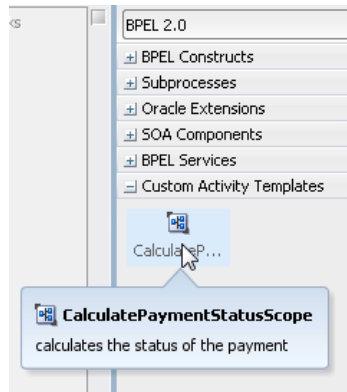 BPEL 2.0
BPEL Constructs
Subprocesses
Oracle Extensions
SOA Components
BPEL Services
Custom Activity Templates
CalculateP...
CalculatePaymentStatusScope
calculates the status of the payment